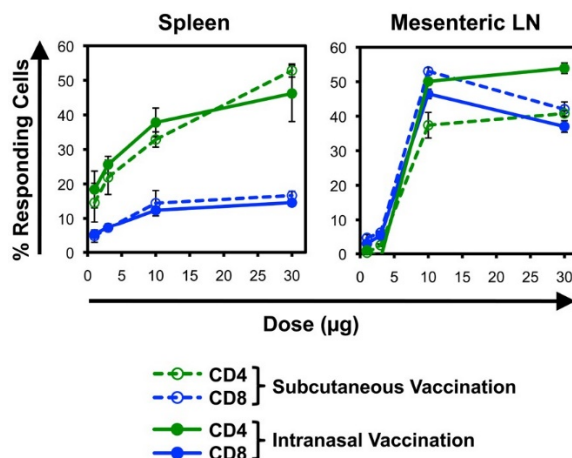 Spleen
Mesenteric LN
% Responding Cells
60
50
40
30
20
10
0
0 5 10 15 20 25 30
60
50
40
30
20
10
0
0 5 10 15 20 25 30
Dose (µg)
CD4
CD8
Subcutaneous Vaccination
CD4
CD8
Intranasal Vaccination